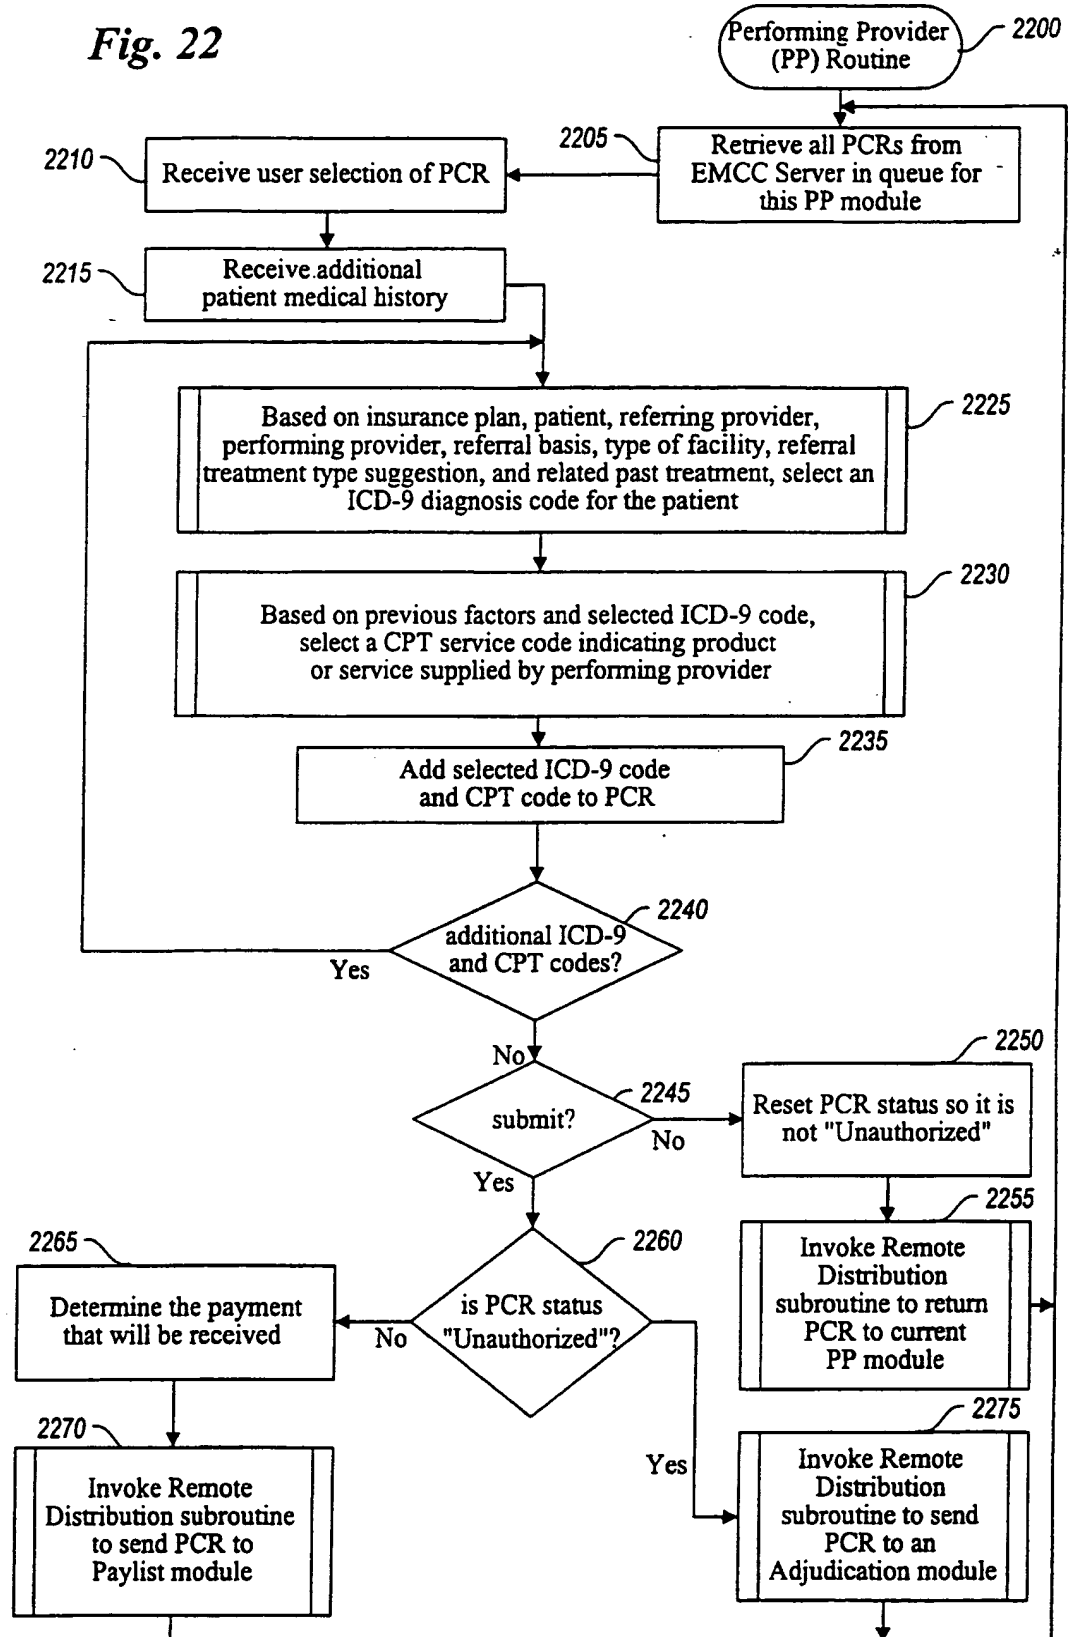 Fig. 22
Performing Provider
(PP) Routine
2200
2205
Retrieve all PCRs from
EMCC Server in queue for
this PP module
2210
Receive user selection of PCR
2215
Receive additional
patient medical history
2225
Based on insurance plan, patient, referring provider,
performing provider, referral basis, type of facility, referral
treatment type suggestion, and related past treatment, select an
ICD-9 diagnosis code for the patient
2230
Based on previous factors and selected ICD-9 code,
select a CPT service code indicating product
or service supplied by performing provider
2235
Add selected ICD-9 code
and CPT code to PCR
2240
additional ICD-9
and CPT codes?
Yes
No
2245
submit?
No
Yes
2250
Reset PCR status so it is
not "Unauthorized"
2255
Invoke Remote
Distribution
subroutine to return
PCR to current
PP module
2260
is PCR status
"Unauthorized"?
No
Yes
2265
Determine the payment
that will be received
2270
Invoke Remote
Distribution subroutine
to send PCR to
Paylist module
2275
Invoke Remote
Distribution
subroutine to send
PCR to an
Adjudication module